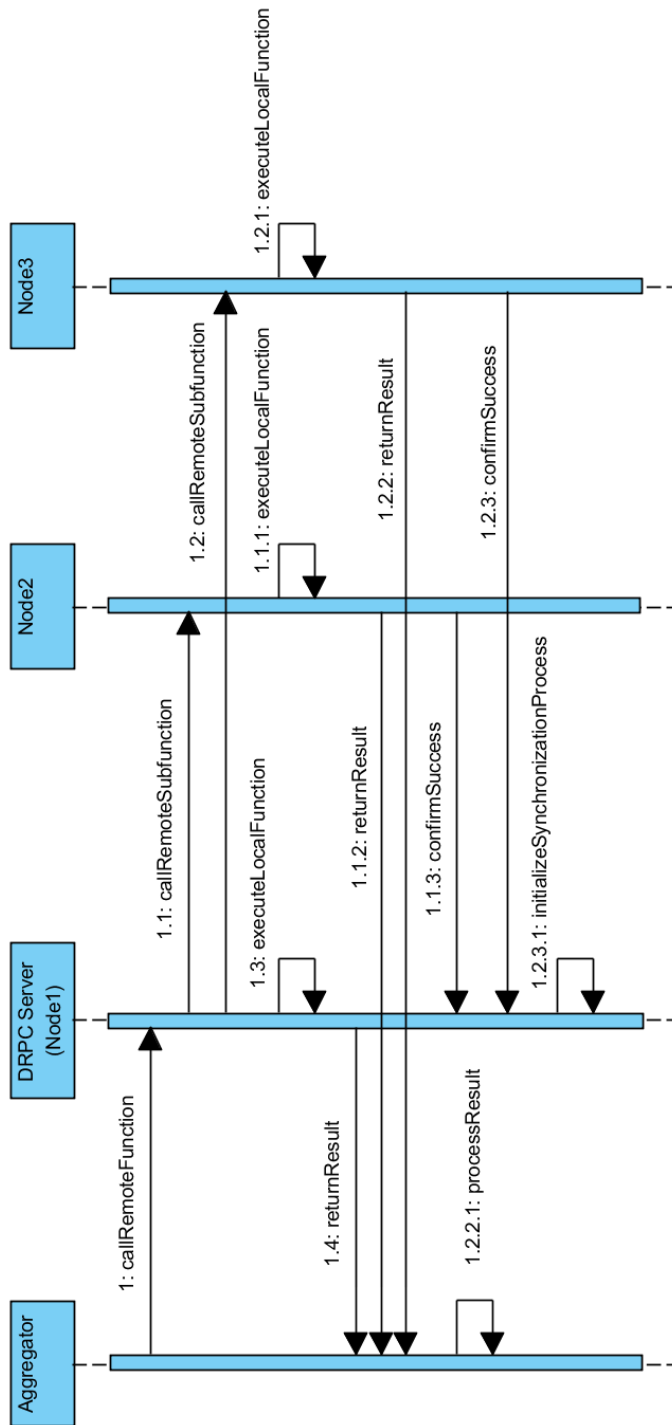 Aggregator
DRPC Server
(Node1)
Node2
Node3
1: callRemoteFunction
1.1: callRemoteSubfunction
1.2: callRemoteSubfunction
1.3: executeLocalFunction
1.1.1: executeLocalFunction
1.2.1: executeLocalFunction
1.4: returnResult
1.1.2: returnResult
1.2.2: returnResult
1.1.3: confirmSuccess
1.2.2.1: processResult
1.2.3: confirmSuccess
1.2.3.1: initializeSynchronizationProcess